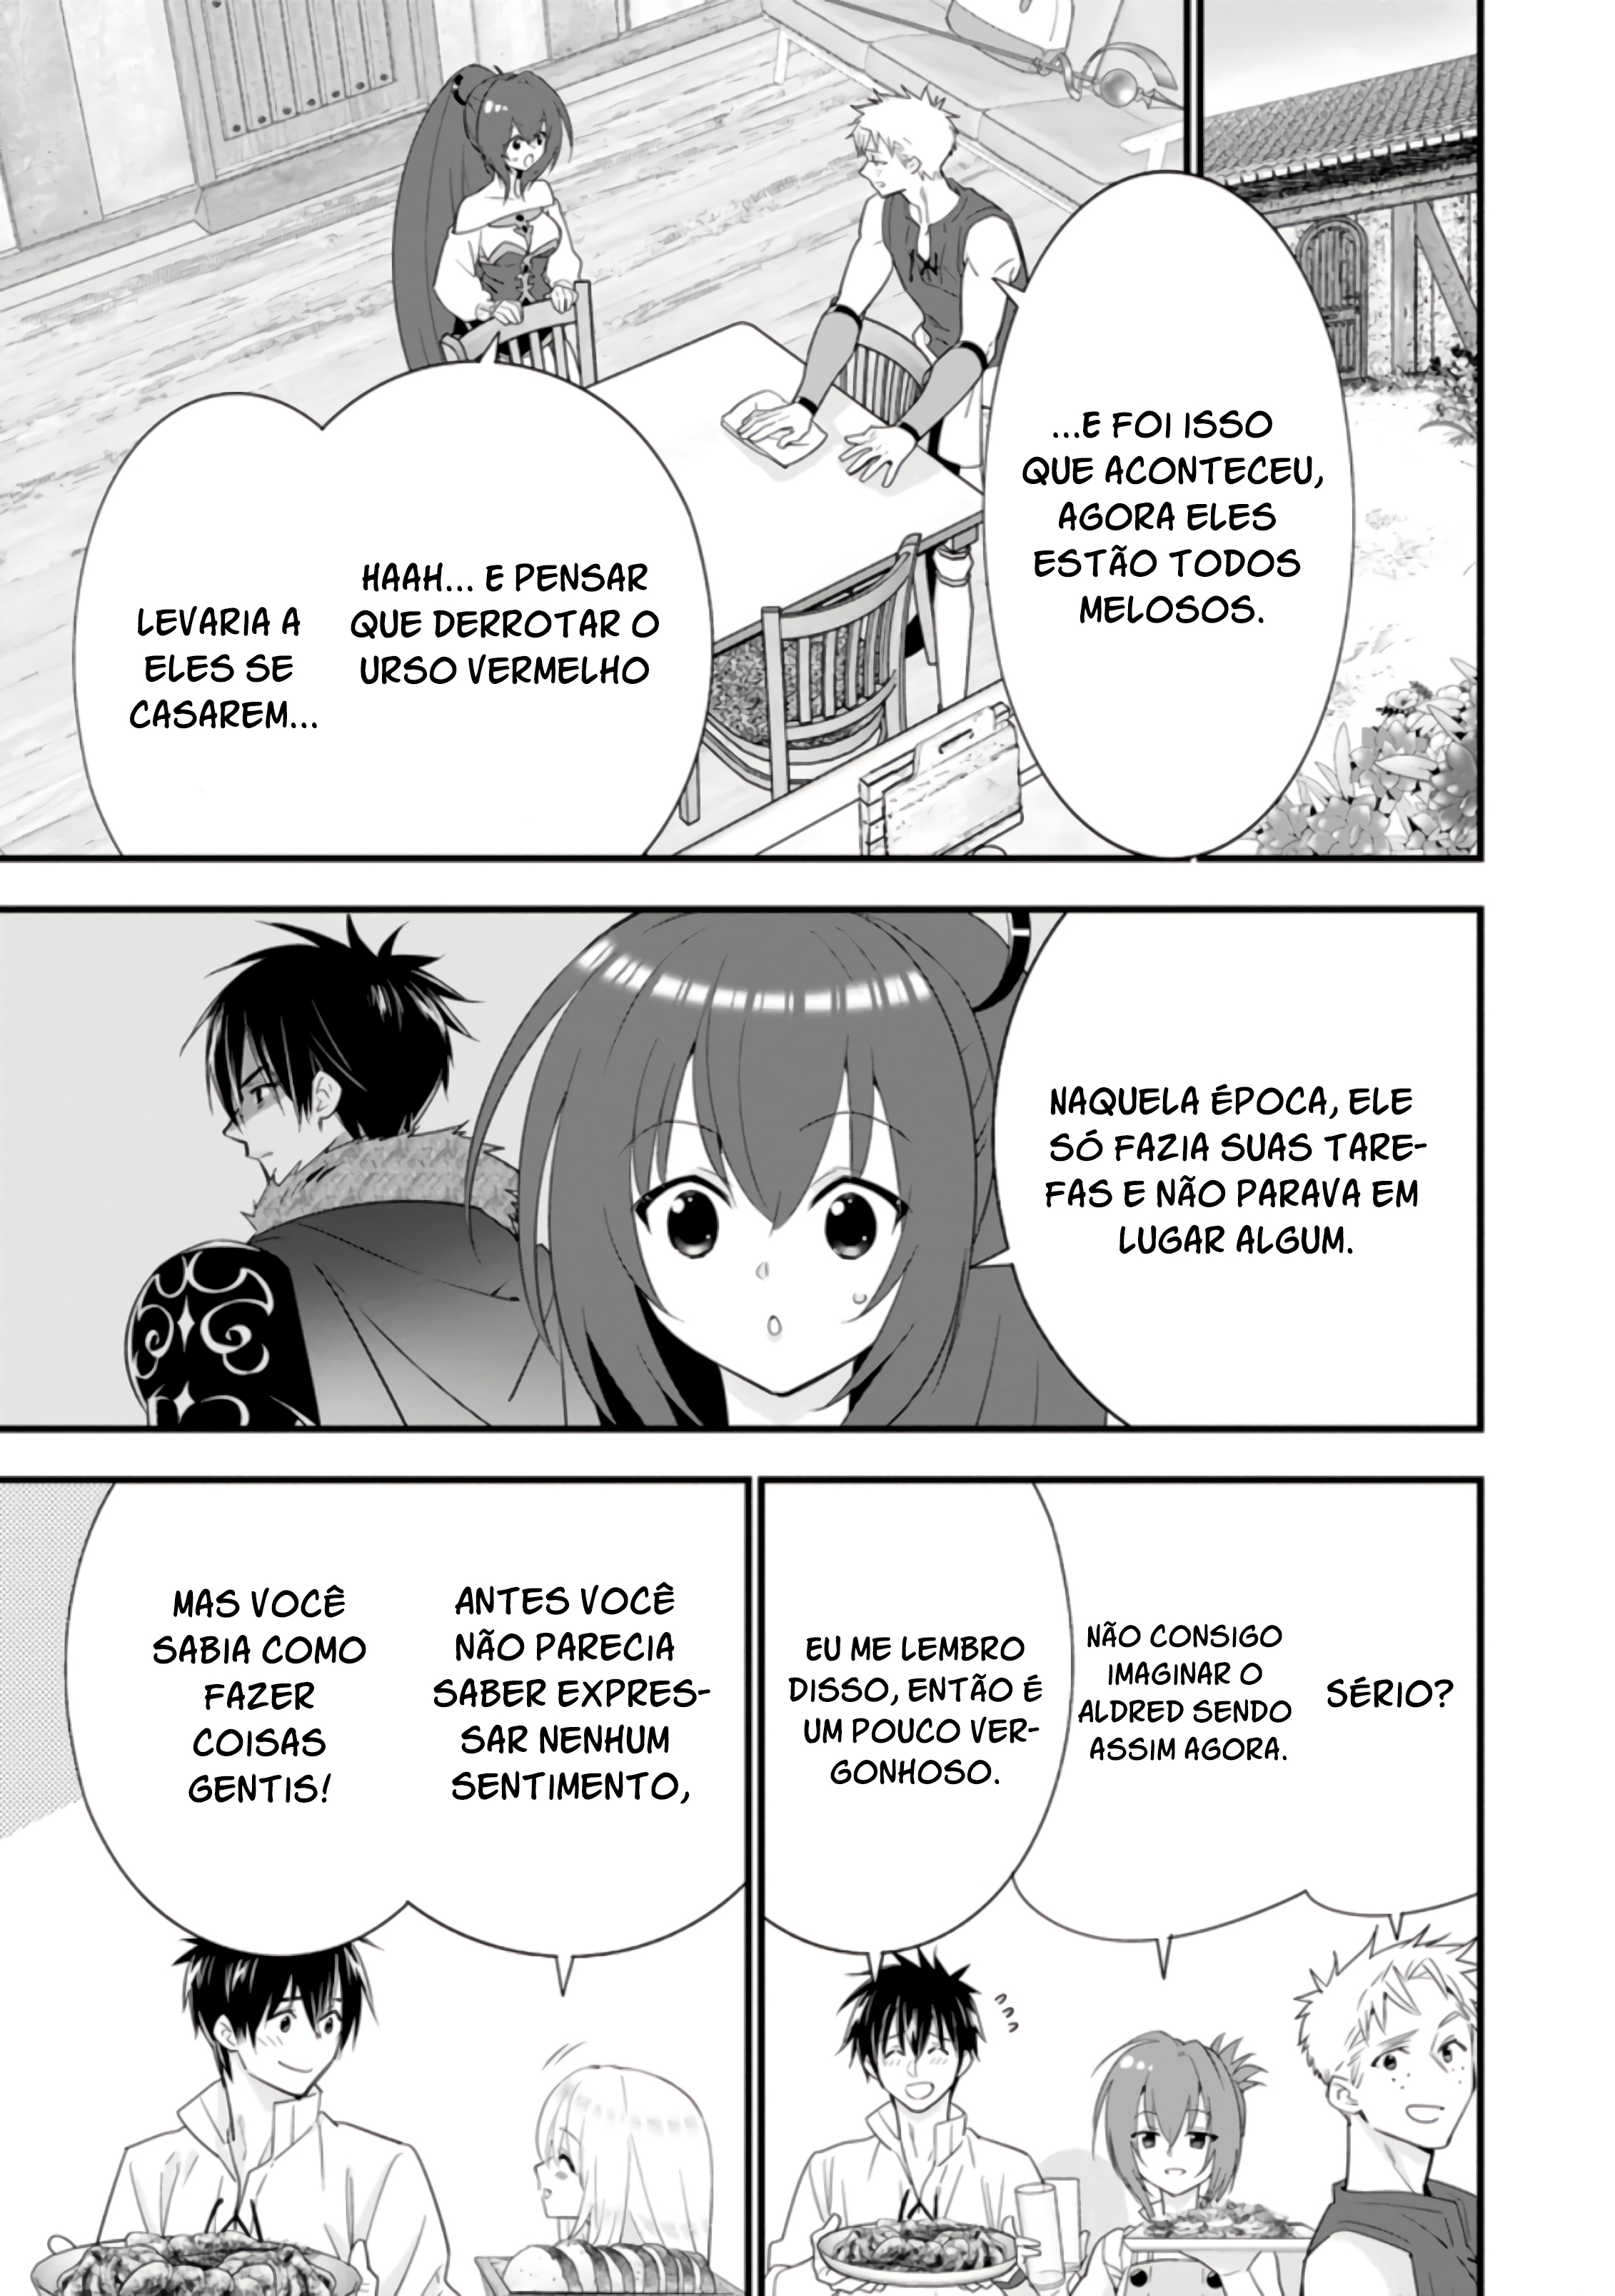 ...E FOI ISSO
QUE ACONTECEU,
AGORA ELES
ESTÃO TODOS
MELOSOS.
HAAH... E PENSAR
QUE DERROTAR O
URSO VERMELHO
LEVARIA A
ELES SE
CASAREM...
NAQUELA ÉPOCA, ELE
SÓ FAZIA SUAS TARE-
FAS E NÃO PARAVA EM
LUGAR ALGUM.
SÉRIO?
NÃO CONSIGO
IMAGINAR O
ALDRED SENDO
ASSIM AGORA.
EU ME LEMBRO
DISSO, ENTÃO É
UM POUCO VER-
GONHOSO.
ANTES VOCÊ
NÃO PARECIA
SABER EXPRES-
SAR NENHUM
SENTIMENTO,
MAS VOCÊ
SABIA COMO
FAZER
COISAS
GENTIS!